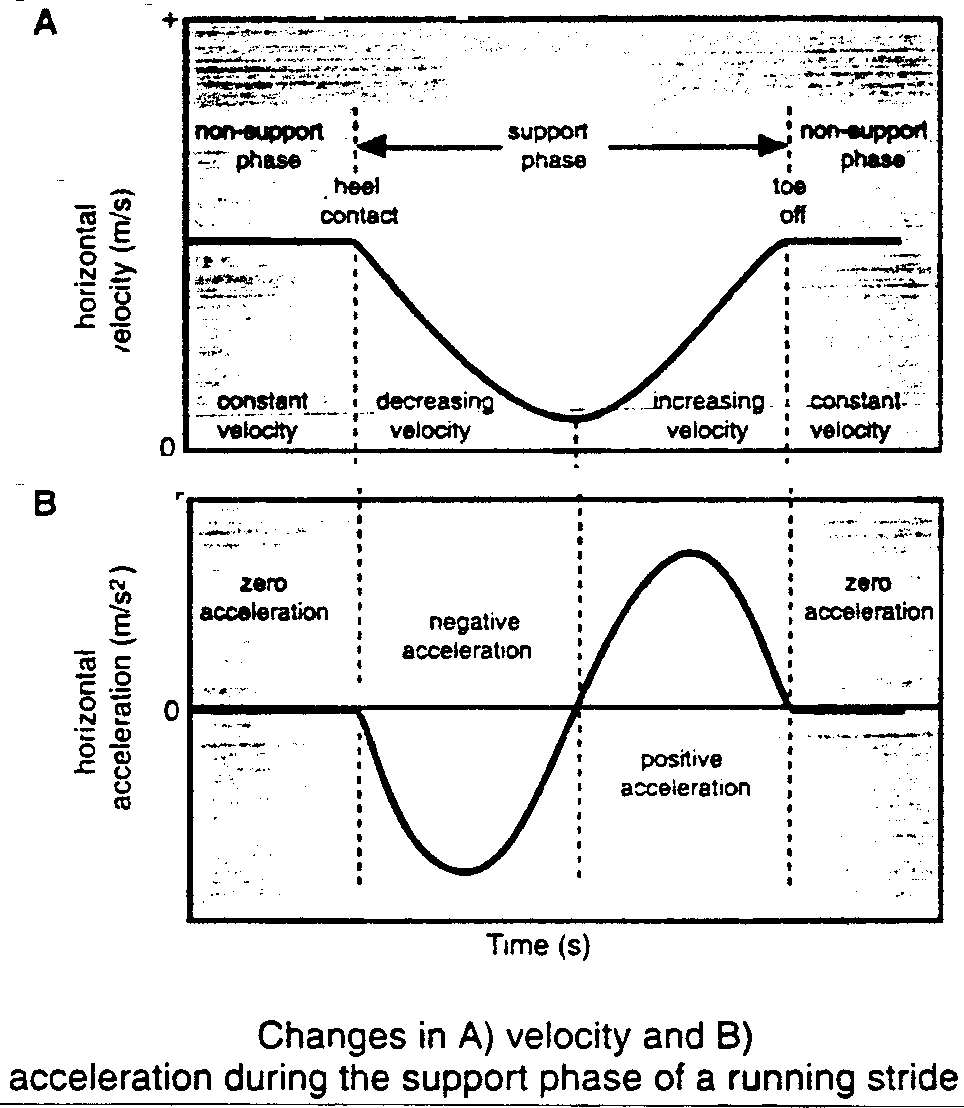 A
+
non-support
phase
support
phase
non-support
phase
heel
contact
toe
off
horizontal
velocity (m/s)
constant
velocity
decreasing
velocity
increasing
velocity
constant
velocity
0
B
zero
acceleration
negative
acceleration
zero
acceleration
horizontal
acceleration (m/s²)
0
positive
acceleration
Time (s)
Changes in A) velocity and B)
acceleration during the support phase of a running stride